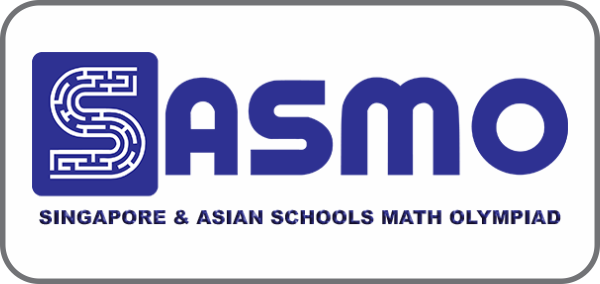 SASMO
SINGAPORE & ASIAN SCHOOLS MATH OLYMPIAD